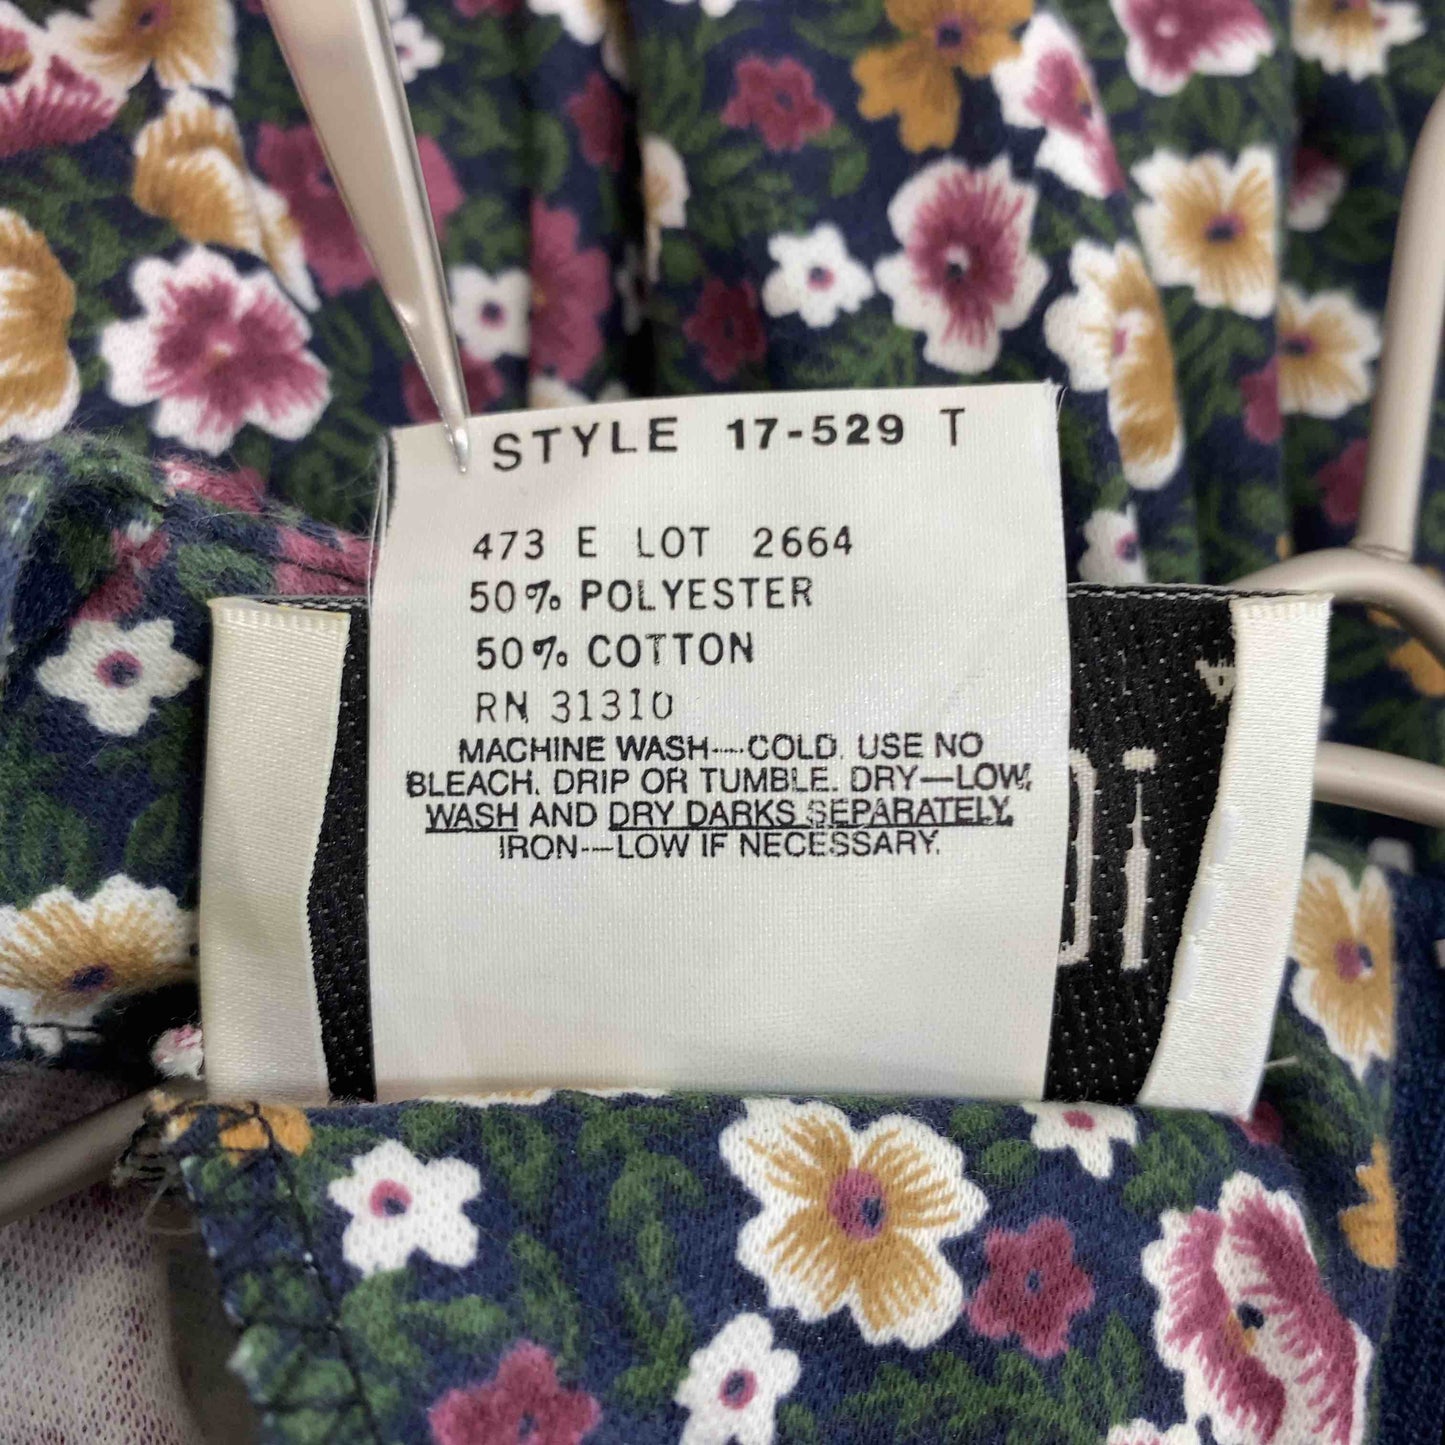 STYLE 17-529 T
473 E LOT 2664
50% POLYESTER
50% COTTON
RN 31310
MACHINE WASH---COLD. USE NO
BLEACH. DRIP OR TUMBLE. DRY—LOW,
WASH AND DRY DARKS SEPARATELY.
IRON---LOW IF NECESSARY.